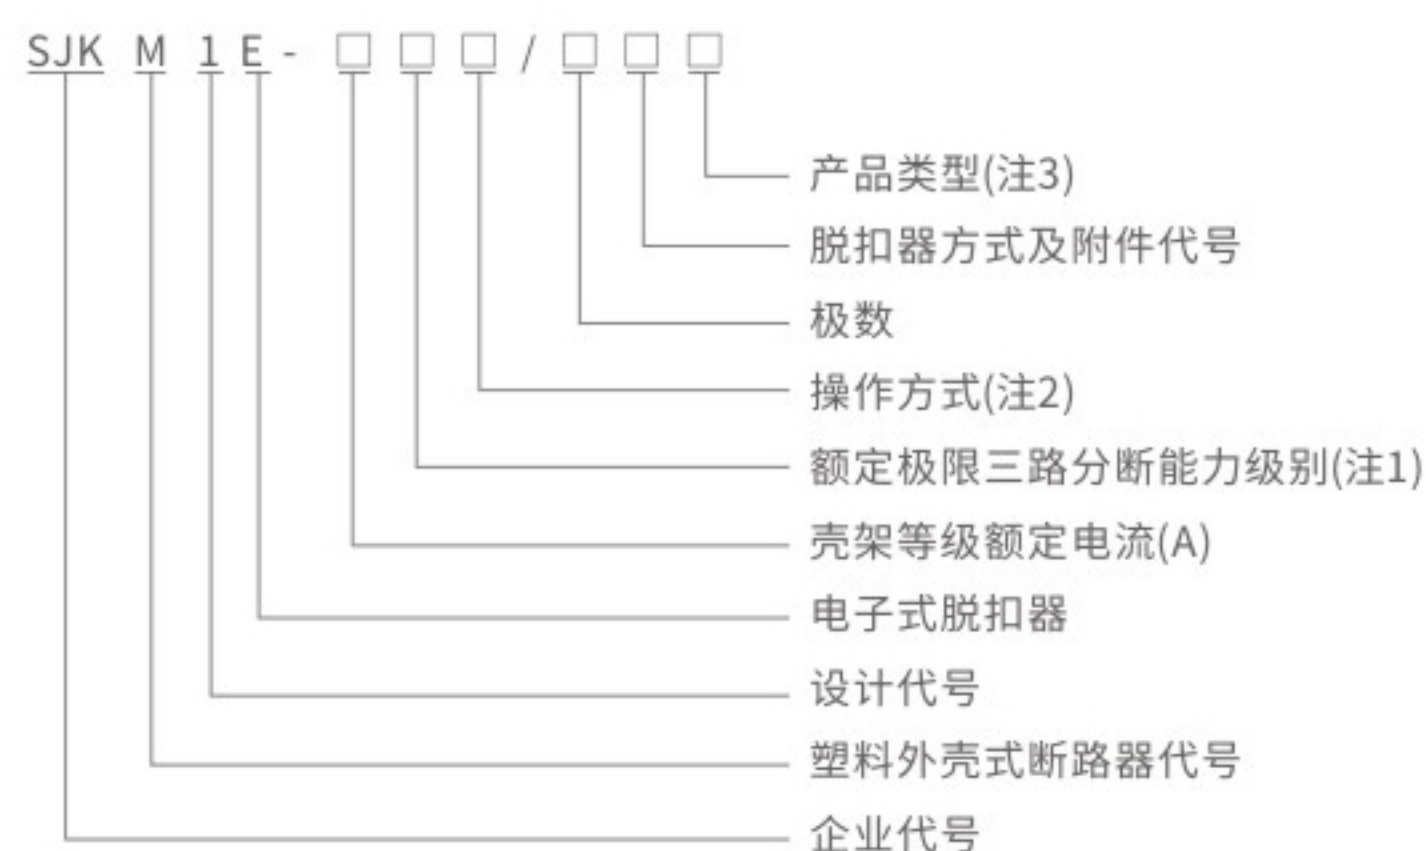 SJK M 1 E - □ □ □ / □ □ □
产品类型(注3)
脱扣器方式及附件代号
极数
操作方式(注2)
额定极限三路分断能力级别(注1)
壳架等级额定电流(A)
电子式脱扣器
设计代号
塑料外壳式断路器代号
企业代号